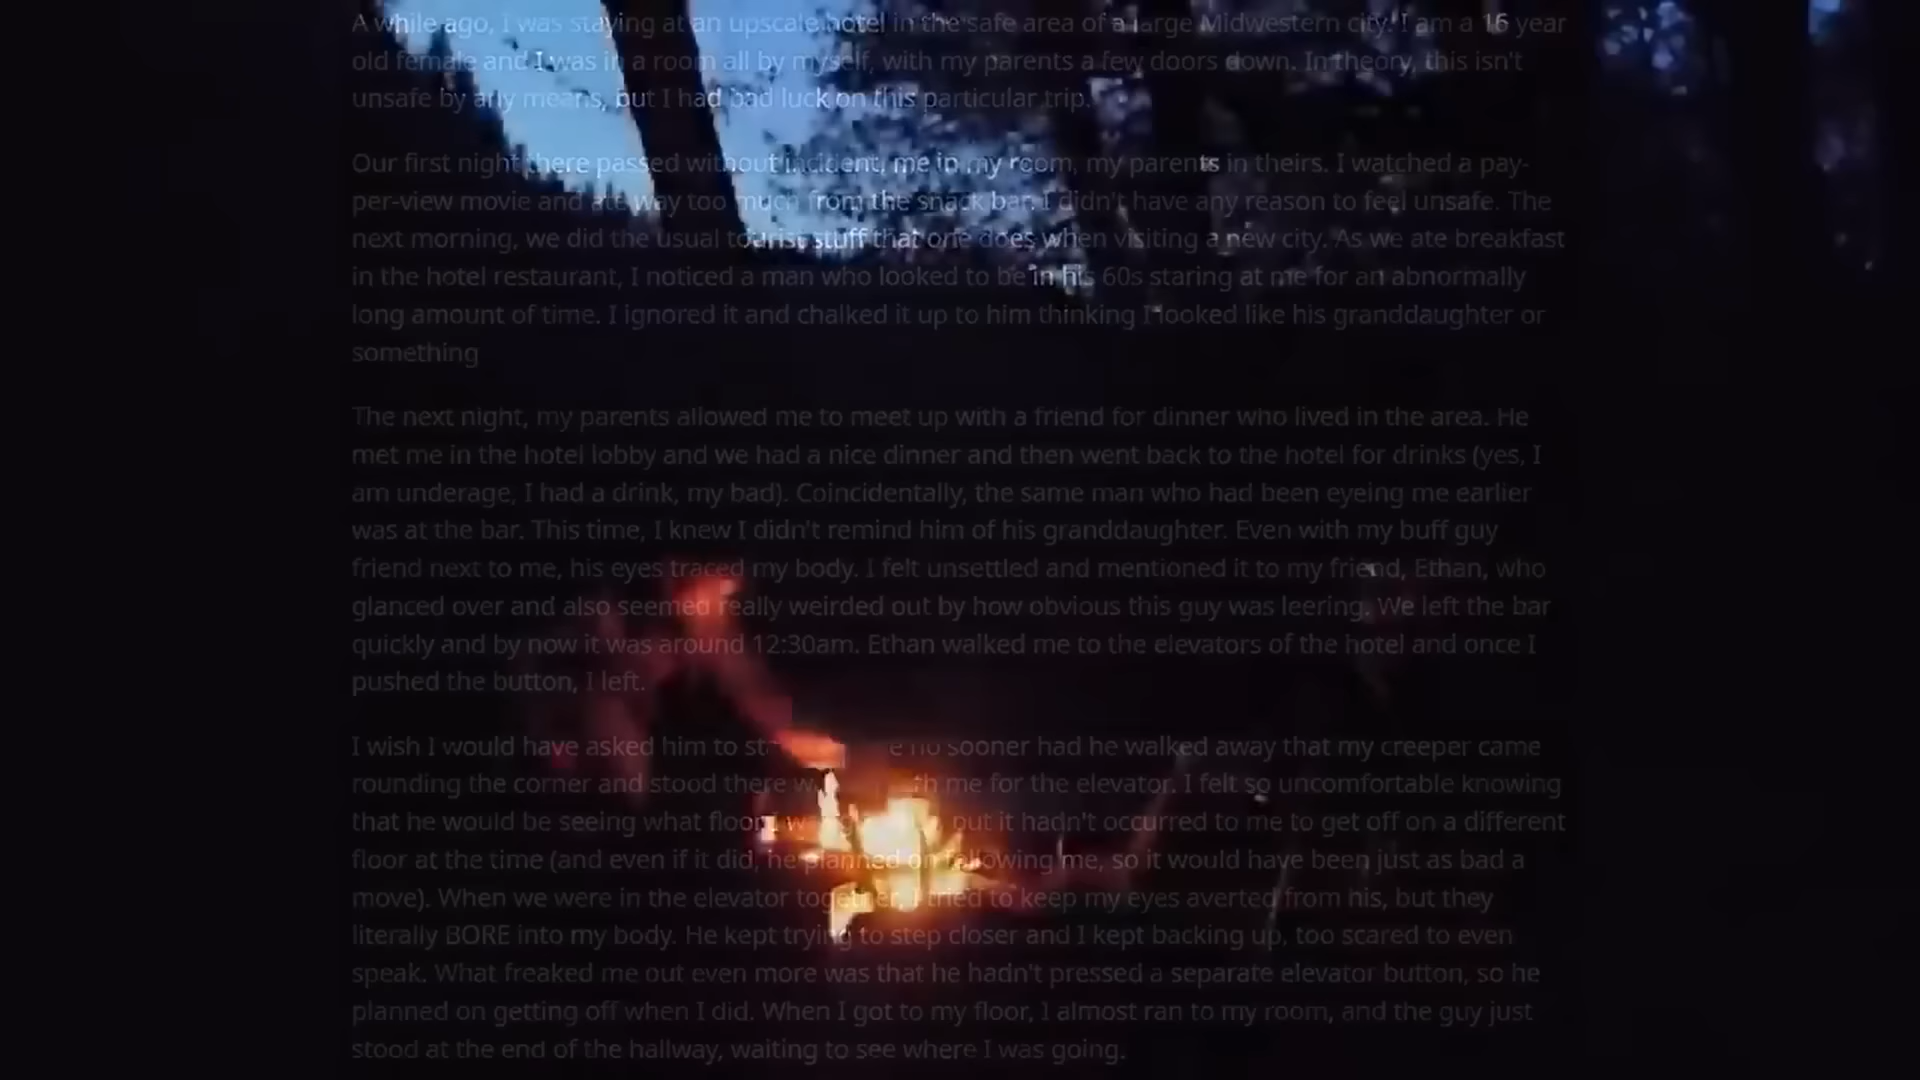 A while ago, I was staying at an upscale hotel in the safe area of a large Midwestern city. I am a 16 year
old female and I was in a room all by myself, with my parents a few doors down. In theory, this isn't
unsafe by any means, but I had bad luck on this particular trip.
Our first night there passed without incident, me in my room, my parents in theirs. I watched a pay-
per-view movie and ate way too much from the snack bar. I didn't have any reason to feel unsafe. The
next morning, we did the usual tourist stuff that one does when visiting a new city. As we ate breakfast
in the hotel restaurant, I noticed a man who looked to be in his 60s staring at me for an abnormally
long amount of time. I ignored it and chalked it up to him thinking I looked like his granddaughter or
something
The next night, my parents allowed me to meet up with a friend for dinner who lived in the area. He
met me in the hotel lobby and we had a nice dinner and then went back to the hotel for drinks (yes, I
am underage, I had a drink, my bad). Coincidentally, the same man who had been eyeing me earlier
was at the bar. This time, I knew I didn't remind him of his granddaughter. Even with my buff guy
friend next to me, his eyes traced my body. I felt unsettled and mentioned it to my friend, Ethan, who
glanced over and also seemed really weirded out by how obvious this guy was leering. We left the bar
quickly and by now it was around 12:30am. Ethan walked me to the elevators of the hotel and once I
pushed the button, I left.
I wish I would have asked him to no sooner had he walked away that my creeper came
rounding the corner and stood there me for the elevator. I felt so uncomfortable knowing
that he would be seeing what floor but it hadn't occurred to me to get off on a different
floor at the time (and even if it did, he planned on following me, so it would have been just as bad a
move). When we were in the elevator together, I tried to keep my eyes averted from his, but they
literally BORE into my body. He kept trying to step closer and I kept backing up, too scared to even
speak. What freaked me out even more was that he hadn't pressed a separate elevator button, so he
planned on getting off when I did. When I got to my floor, I almost ran to my room, and the guy just
stood at the end of the hallway, waiting to see where I was going.